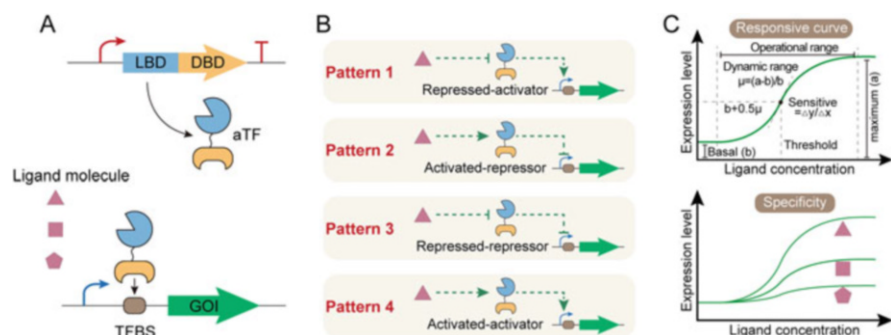 A
LBD
DBD
aTF
Ligand molecule
GOI
TFBS
B
Pattern 1
Repressed-activator
Pattern 2
Activated-repressor
Pattern 3
Repressed-repressor
Pattern 4
Activated-activator
C
Responsive curve
Operational range
Dynamic range
μ=(a-b)/b
b+0.5μ
Sensitive
=△y/△x
Threshold
Basal (b)
maximum (a)
Expression level
Ligand concentration
Specificity
Expression level
Ligand concentration